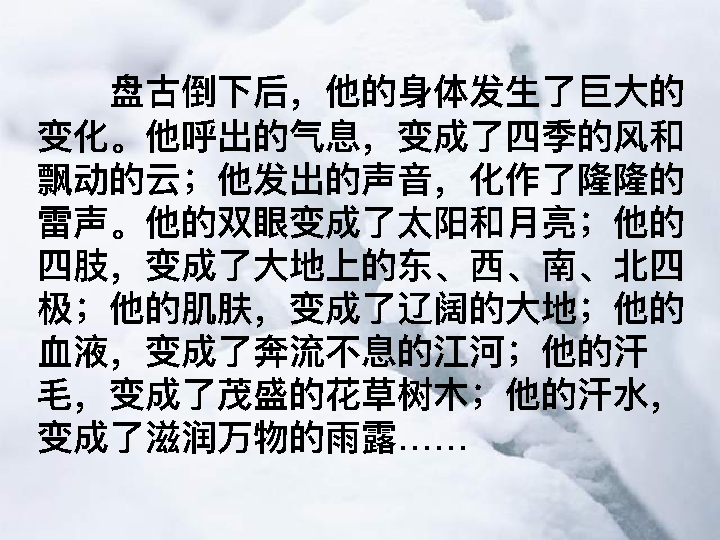 盘古倒下后，他的身体发生了巨大的
变化。他呼出的气息，变成了四季的风和
飘动的云；他发出的声音，化作了隆隆的
雷声。他的双眼变成了太阳和月亮；他的
四肢，变成了大地上的东、西、南、北四
极；他的肌肤，变成了辽阔的大地；他的
血液，变成了奔流不息的江河；他的汗
毛，变成了茂盛的花草树木；他的汗水，
变成了滋润万物的雨露……